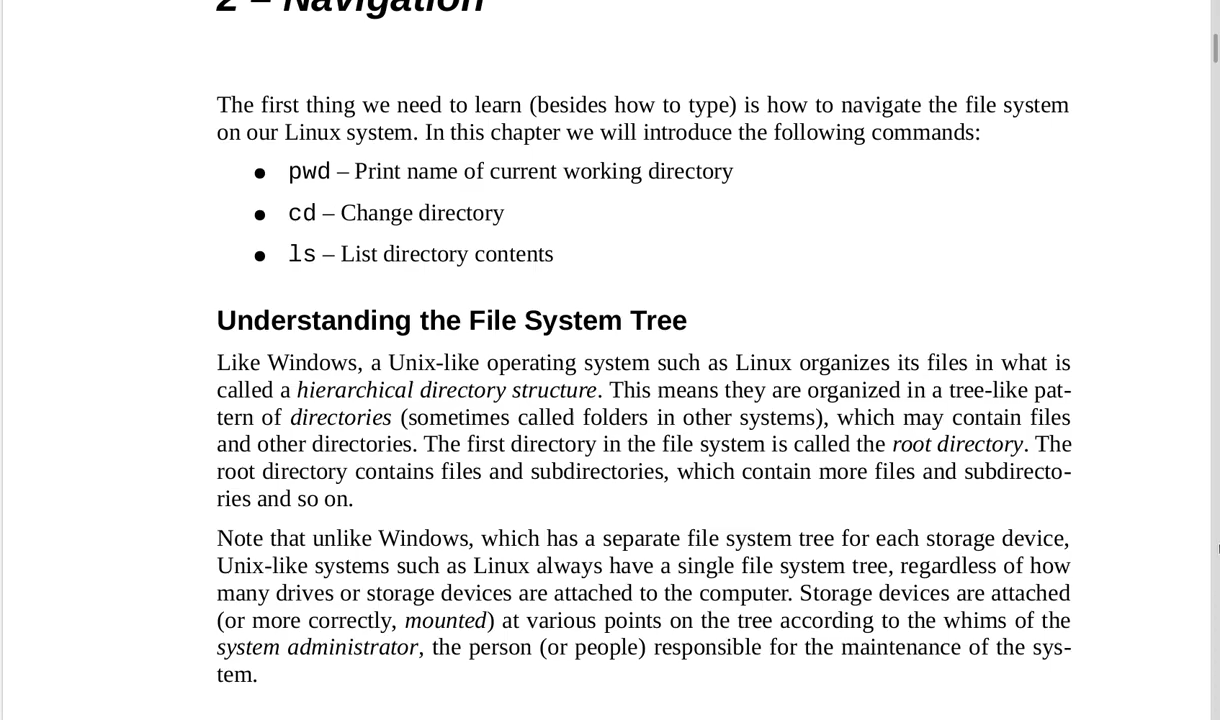 2 – Navigation
The first thing we need to learn (besides how to type) is how to navigate the file system
on our Linux system. In this chapter we will introduce the following commands:
● pwd – Print name of current working directory
● cd – Change directory
● ls – List directory contents
Understanding the File System Tree
Like Windows, a Unix-like operating system such as Linux organizes its files in what is
called a hierarchical directory structure. This means they are organized in a tree-like pat-
tern of directories (sometimes called folders in other systems), which may contain files
and other directories. The first directory in the file system is called the root directory. The
root directory contains files and subdirectories, which contain more files and subdirecto-
ries and so on.
Note that unlike Windows, which has a separate file system tree for each storage device,
Unix-like systems such as Linux always have a single file system tree, regardless of how
many drives or storage devices are attached to the computer. Storage devices are attached
(or more correctly, mounted) at various points on the tree according to the whims of the
system administrator, the person (or people) responsible for the maintenance of the sys-
tem.